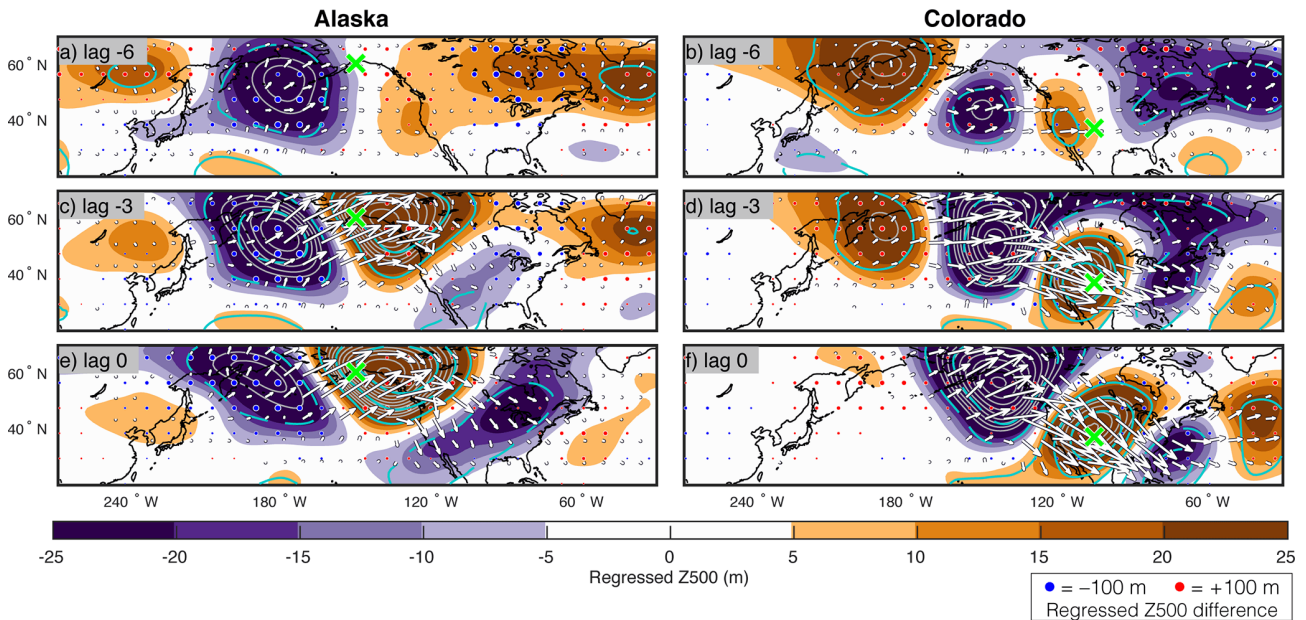 Alaska Colorado
a) lag -6 b) lag -6
60° N
40° N
c) lag -3 d) lag -3
60° N
40° N
e) lag 0 f) lag 0
60° N
40° N
240° W 180° W 120° W 60° W 240° W 180° W 120° W 60° W
-25 -20 -15 -10 -5 0 5 10 15 20 25
Regressed Z500 (m)
= −100 m = +100 m
Regressed Z500 difference